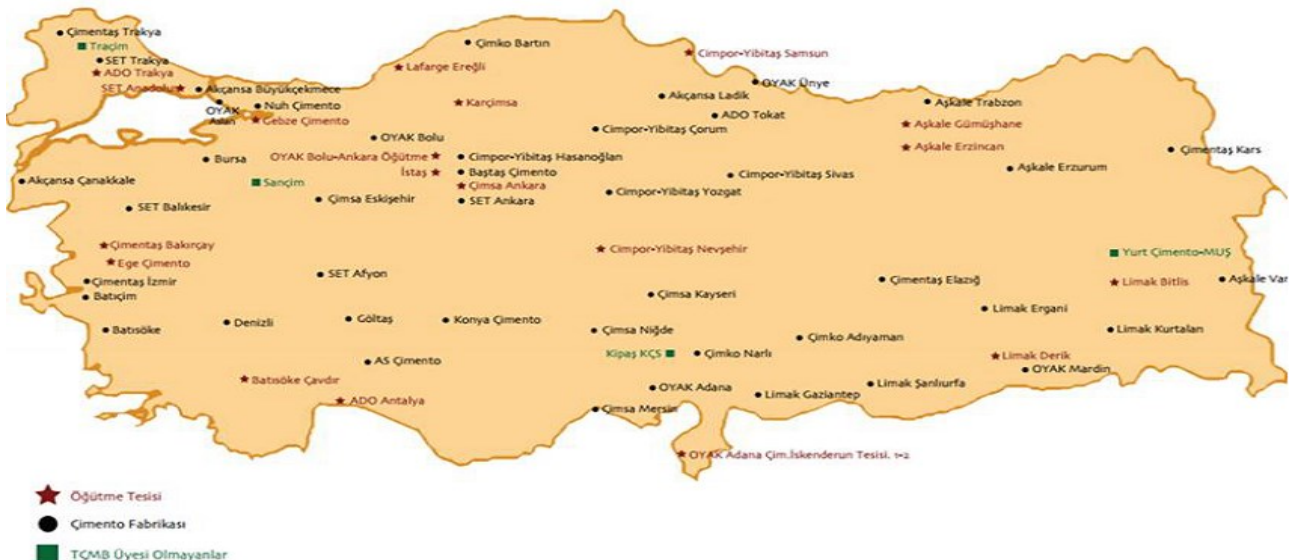 Çimentaş Trakya
Traçim
SET Trakya
ADO Trakya
SET Anadolu
Akçansa Büyükçekmece
OYAK
Aslan
Nuh Çimento
Gebze Çimento
Çimko Bartın
Lafarge Ereğli
Karçimsa
Cimpor-Yibitaş Samsun
OYAK Ünye
Akçansa Ladik
ADO Tokat
Cimpor-Yibitaş Çorum
Aşkale Trabzon
Aşkale Gümüşhane
Aşkale Erzincan
Aşkale Erzurum
Çimentaş Kars
OYAK Bolu
Bursa
OYAK Bolu-Ankara Öğütme
Cimpor-Yibitaş Hasanoğlan
İstaş
Baştaş Çimento
Çimsa Ankara
SET Ankara
Akçansa Çanakkale
Sançim
Çimsa Eskişehir
SET Balıkesir
Cimpor-Yibitaş Sivas
Cimpor-Yibitaş Yozgat
Çimentaş Bakırçay
Ege Çimento
Çimentaş İzmir
Batıçim
SET Afyon
Cimpor-Yibitaş Nevşehir
Yurt Çimento-MUŞ
Çimentaş Elazığ
Limak Bitlis
Aşkale Van
Çimsa Kayseri
Limak Ergani
Batısöke
Denizli
Göltaş
Konya Çimento
Çimsa Niğde
Çimko Adıyaman
Limak Kurtalan
Kipaş KÇS
Çimko Narlı
Limak Derik
OYAK Mardin
AS Çimento
Batısöke Çavdır
ADO Antalya
OYAK Adana
Limak Gaziantep
Limak Şanlıurfa
Çimsa Mersin
OYAK Adana Çim.İskenderun Tesisi. 1-2
Öğütme Tesisi
Çimento Fabrikası
TÇMB Üyesi Olmayanlar